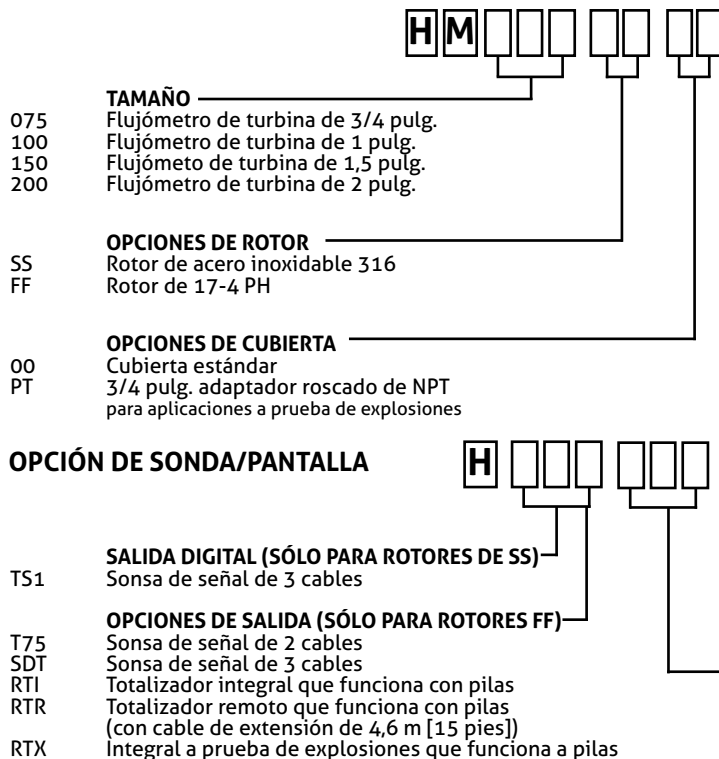 HM
TAMAÑO
075 Flujómetro de turbina de 3/4 pulg.
100 Flujómetro de turbina de 1 pulg.
150 Flujómeto de turbina de 1,5 pulg.
200 Flujómetro de turbina de 2 pulg.
OPCIONES DE ROTOR
SS Rotor de acero inoxidable 316
FF Rotor de 17-4 PH
OPCIONES DE CUBIERTA
00 Cubierta estándar
PT 3/4 pulg. adaptador roscado de NPT
para aplicaciones a prueba de explosiones
OPCIÓN DE SONDA/PANTALLA H
SALIDA DIGITAL (SÓLO PARA ROTORES DE SS)
TS1 Sonsa de señal de 3 cables
OPCIONES DE SALIDA (SÓLO PARA ROTORES FF)
T75 Sonsa de señal de 2 cables
SDT Sonsa de señal de 3 cables
RTI Totalizador integral que funciona con pilas
RTR Totalizador remoto que funciona con pilas
(con cable de extensión de 4,6 m [15 pies])
RTX Integral a prueba de explosiones que funciona a pilas